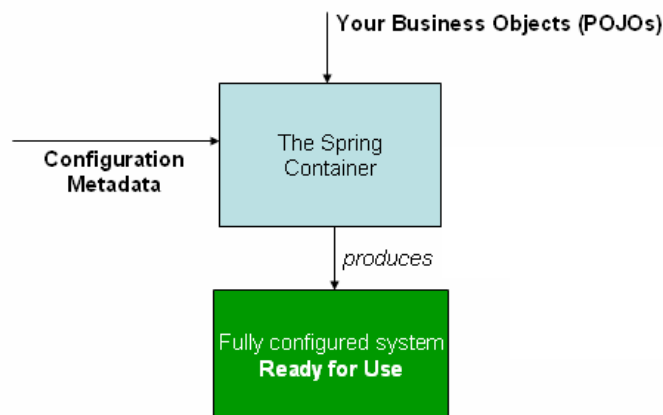 Your Business Objects (POJOs)
The Spring
Container
Configuration
Metadata
produces
Fully configured system
Ready for Use